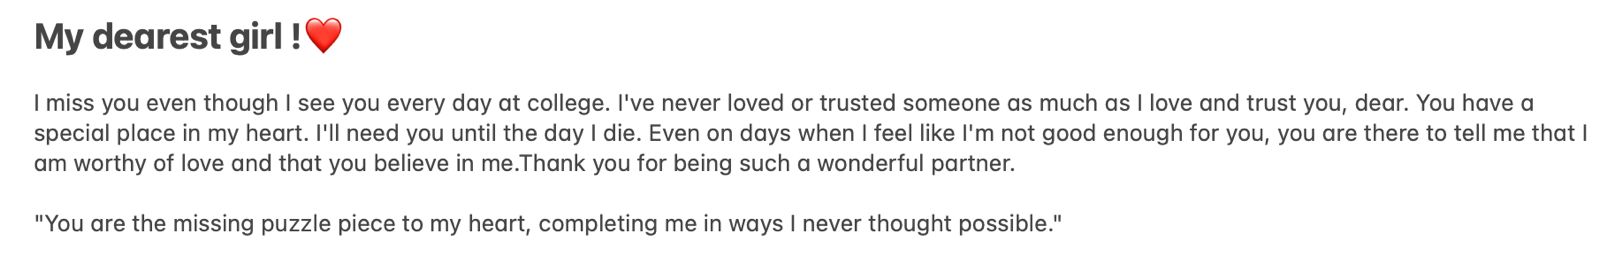 My dearest girl !❤️
I miss you even though I see you every day at college. I've never loved or trusted someone as much as I love and trust you, dear. You have a
special place in my heart. I'll need you until the day I die. Even on days when I feel like I'm not good enough for you, you are there to tell me that I
am worthy of love and that you believe in me.Thank you for being such a wonderful partner.
"You are the missing puzzle piece to my heart, completing me in ways I never thought possible."